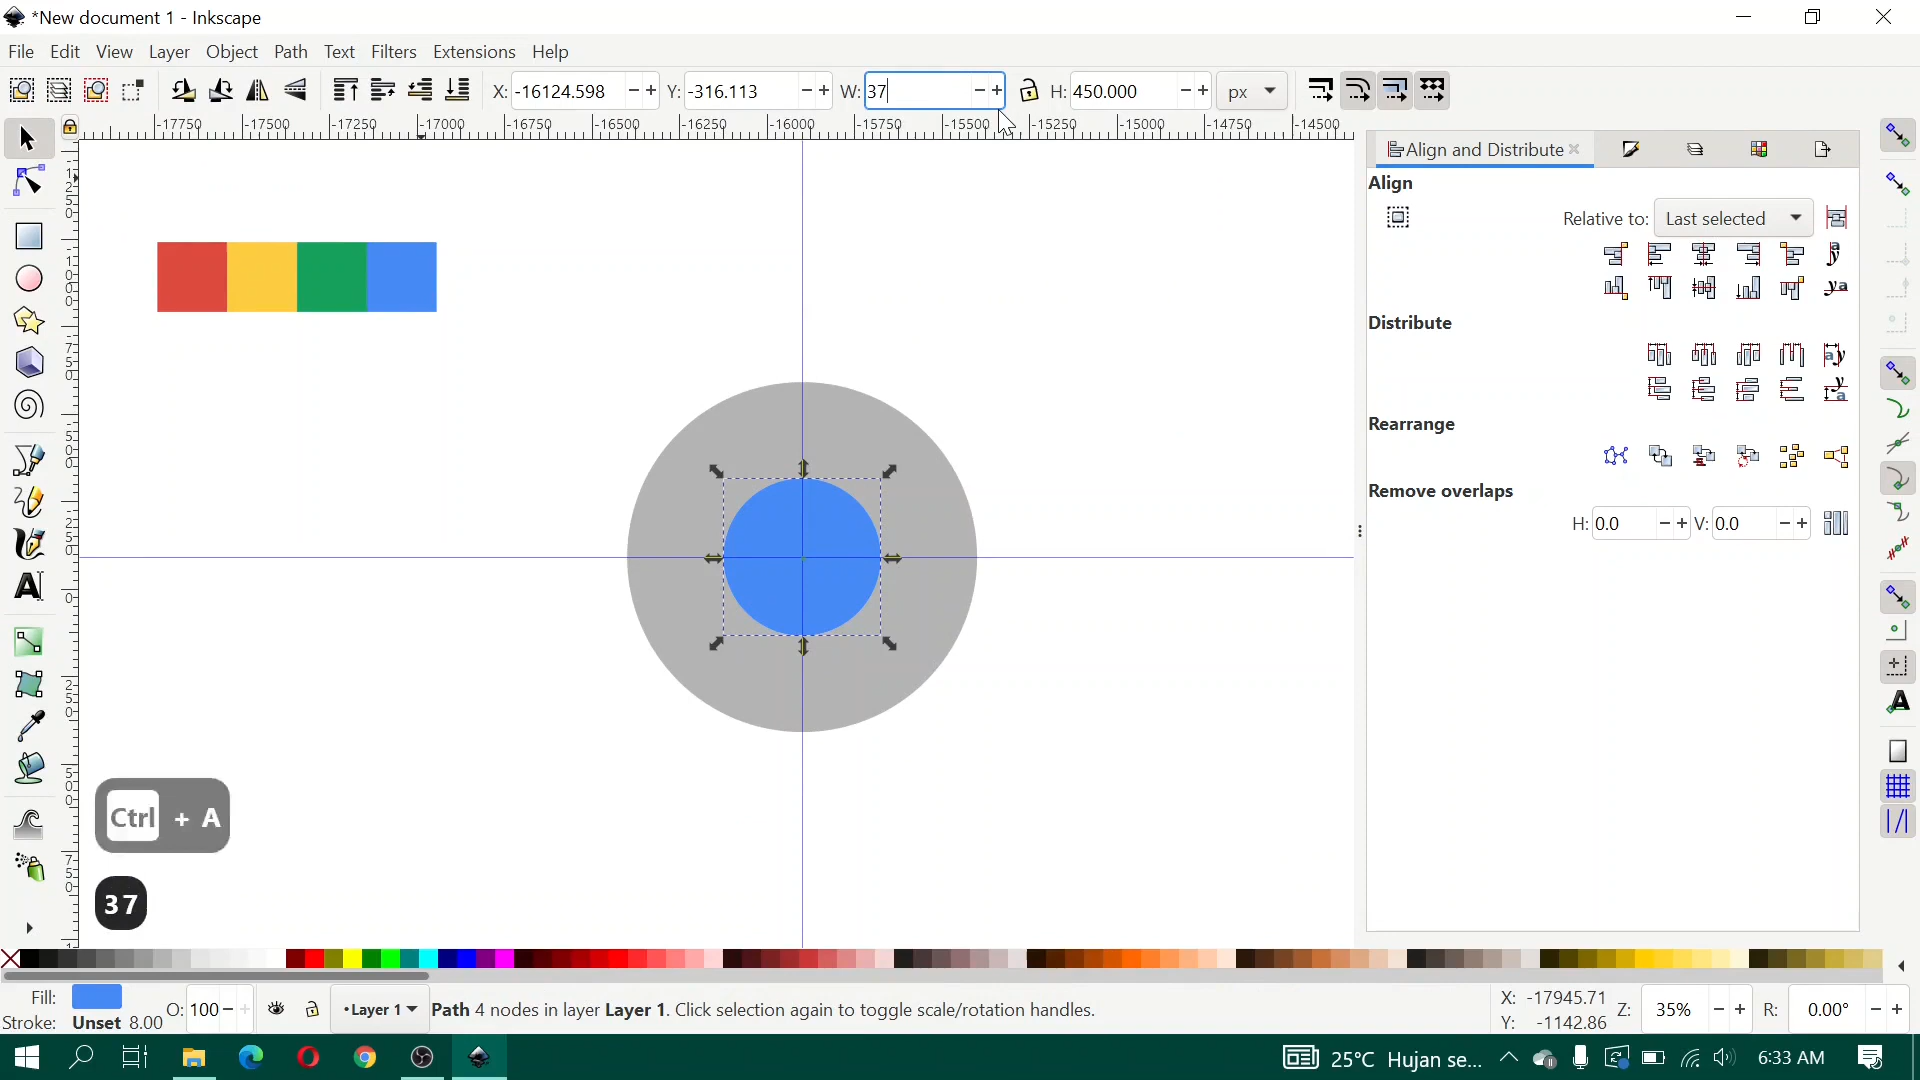 *New document 1 - Inkscape
File Edit View Layer Object Path Text Filters Extensions Help
X: -16124.598 Y: -316.113 W: 37 H: 450.000 px
-17750 -17500 -17250 -17000 -16750 -16500 -16250 -16000 -15750 -15500 -15250 -15000 -14750 -14500
Align and Distribute
Align
Relative to: Last selected
Distribute
Rearrange
Remove overlaps
H: 0.0 V: 0.0
Ctrl + A
37
Fill:
Stroke: Unset 8.00
O: 100
•Layer 1
Path 4 nodes in layer Layer 1. Click selection again to toggle scale/rotation handles.
X: -17945.71
Y: -1142.86
Z: 35%
R: 0.00°
25°C Hujan se...
6:33 AM